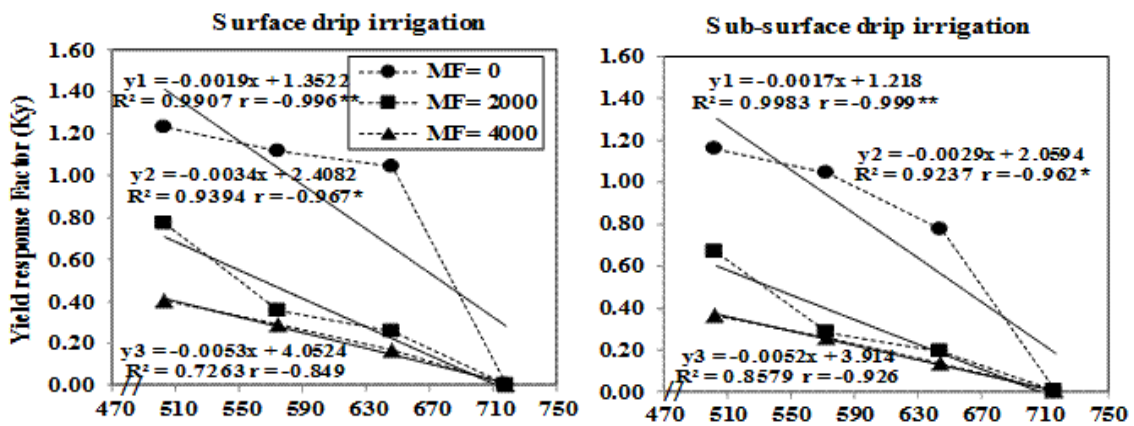 Surface drip irrigation
Yield response Factor (Ky)
1.60
1.40
1.20
1.00
0.80
0.60
0.40
0.20
0.00
y1 =-0.0019x + 1.3522
R² = 0.9907 r = -0.996**
y2 = -0.0034x + 2.4082
R² = 0.9394 r = -0.967*
y3 = -0.0053x + 4.0524
R² = 0.7263 r = -0.849
MF= 0
MF= 2000
MF= 4000
470 510 550 590 630 670 710 750
Sub-surface drip irrigation
1.60
1.40
1.20
1.00
0.80
0.60
0.40
0.20
0.00
y1 =-0.0017x + 1.218
R² = 0.9983 r = -0.999**
y2 = -0.0029x + 2.0594
R² = 0.9237 r = -0.962*
y3 = -0.0052x + 3.914
R² = 0.8579 r = -0.926
470 510 550 590 630 670 710 750